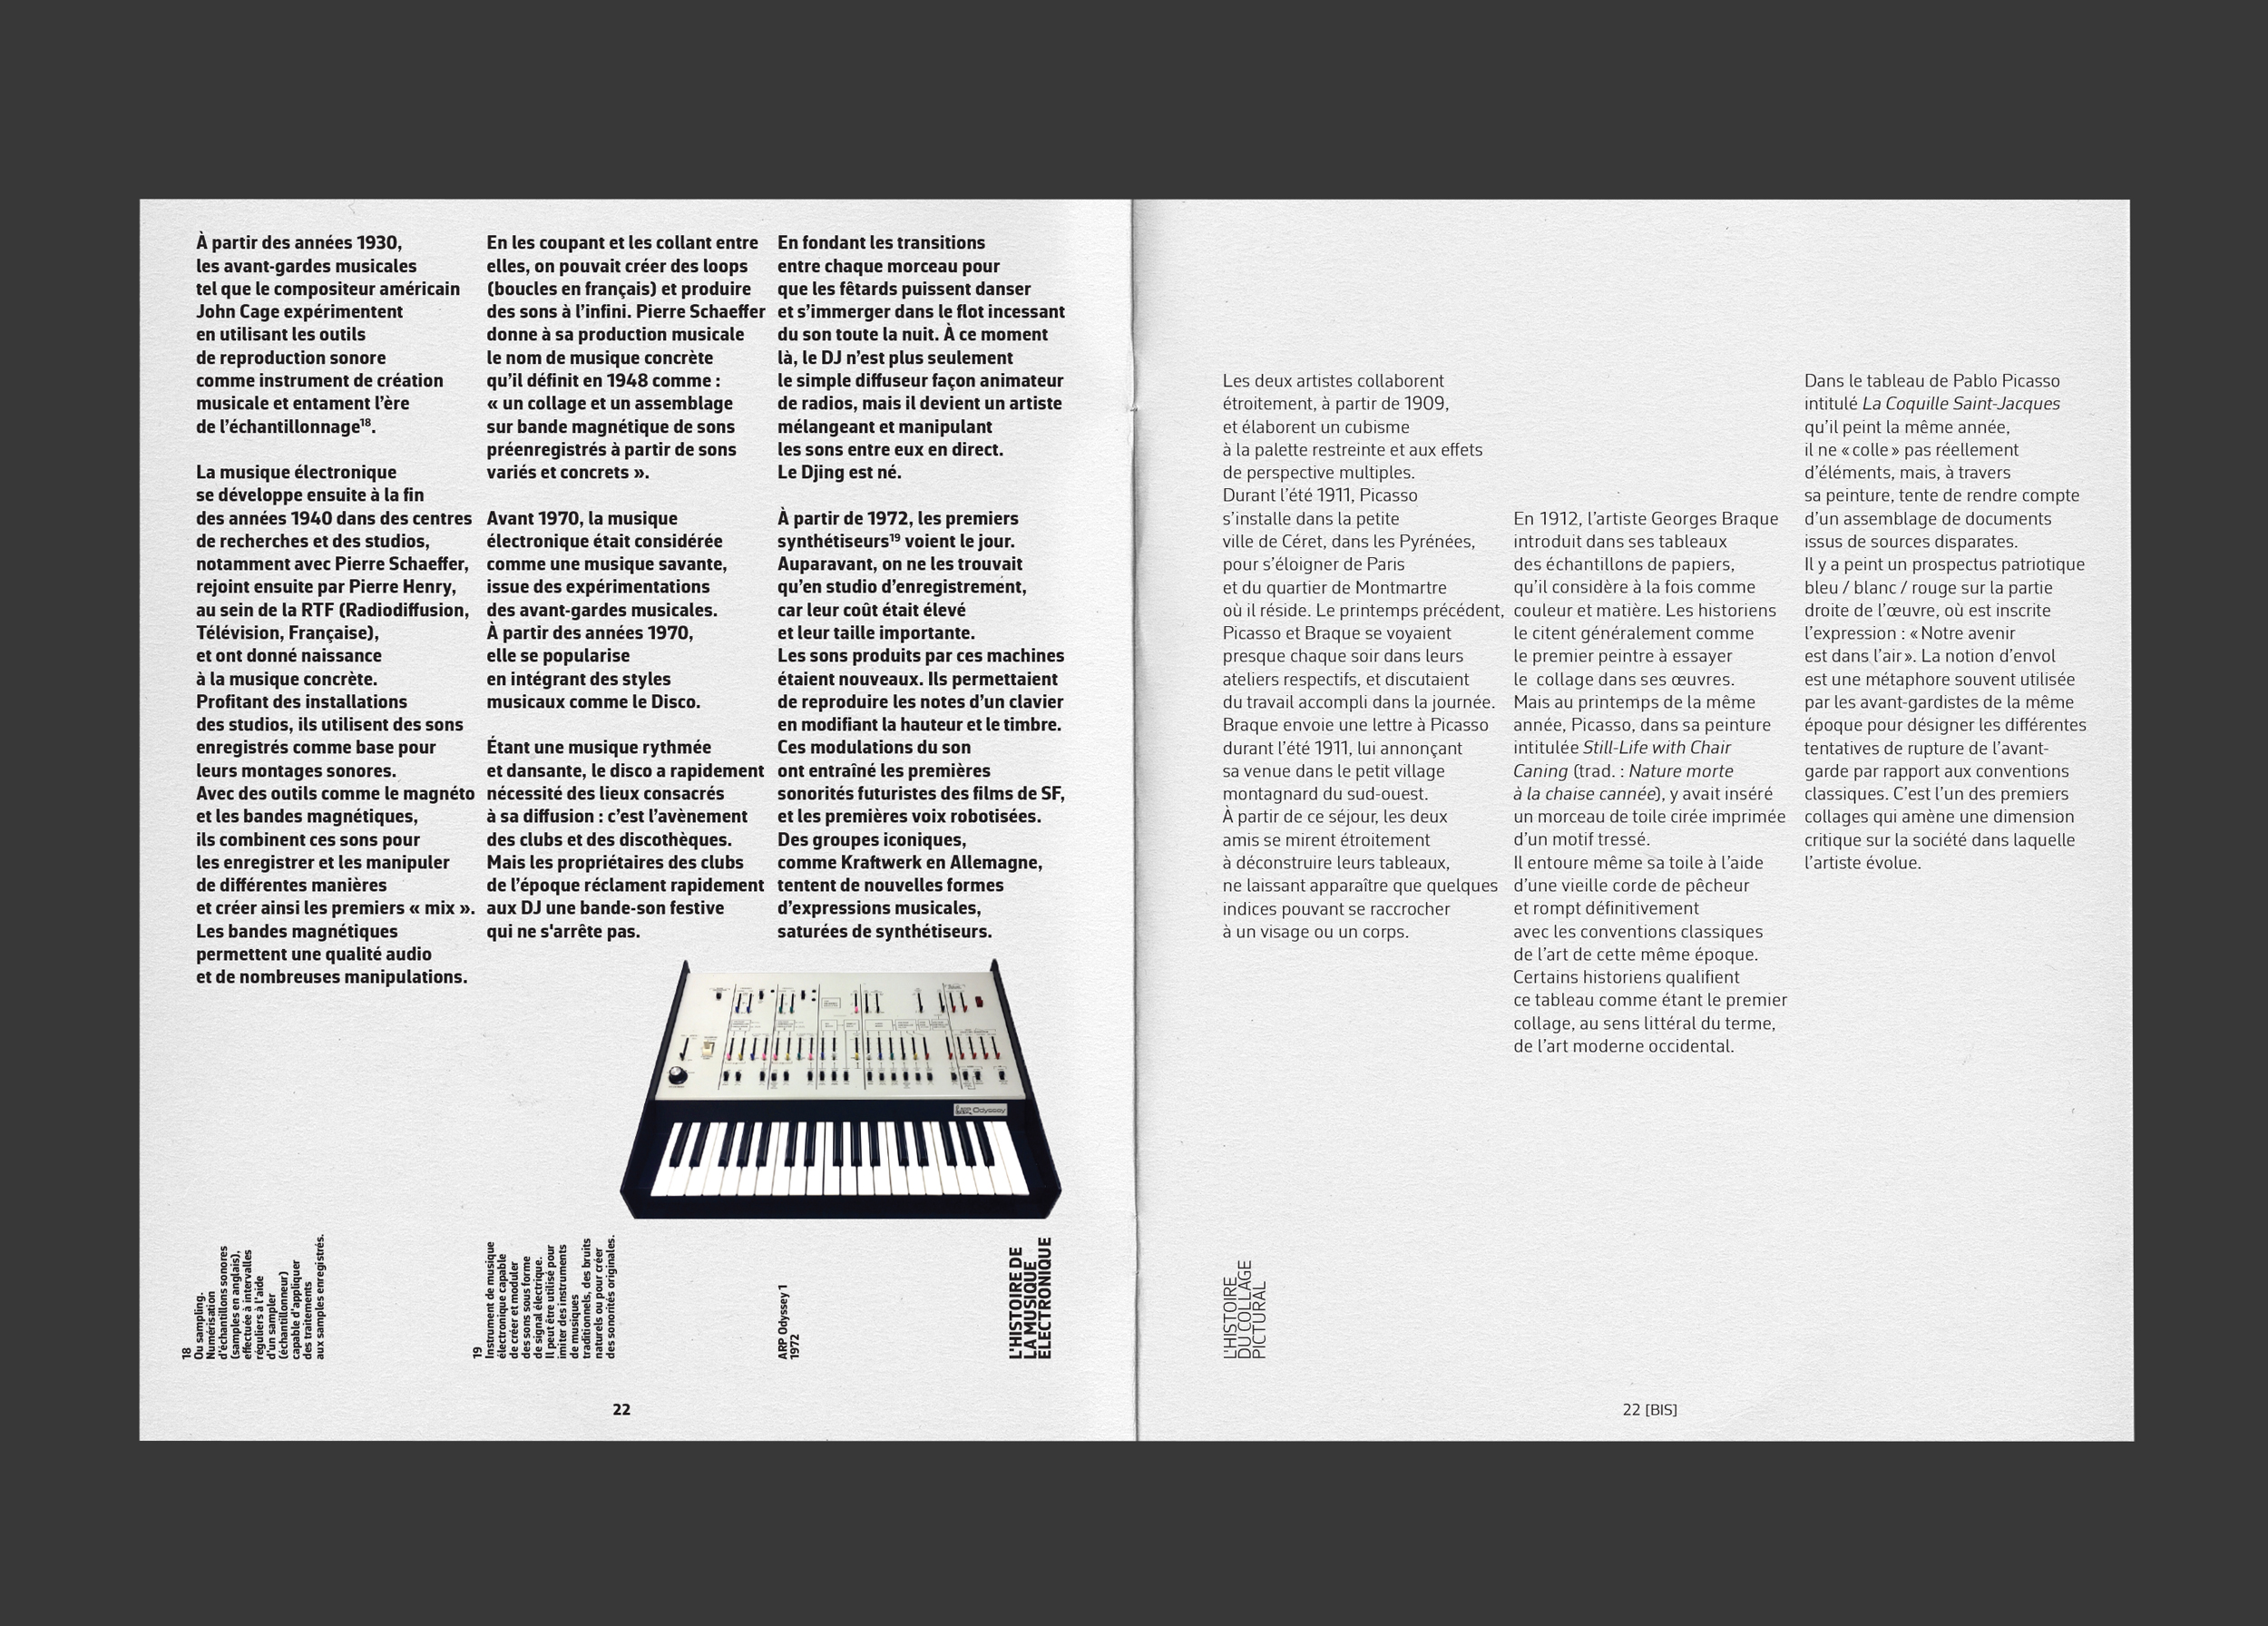 À partir des années 1930,
les avant-gardes musicales
tel que le compositeur américain
John Cage expérimentent
en utilisant les outils
de reproduction sonore
comme instrument de création
musicale et entament l’ère
de l’échantillonnage¹⁸.

La musique électronique
se développe ensuite à la fin
des années 1940 dans des centres
de recherches et des studios,
notamment avec Pierre Schaeffer,
rejoint ensuite par Pierre Henry,
au sein de la RTF (Radiodiffusion,
Télévision, Française),
et ont donné naissance
à la musique concrète.
Profitant des installations
des studios, ils utilisent des sons
enregistrés comme base pour
leurs montages sonores.
Avec des outils comme le magnéto
et les bandes magnétiques,
ils combinent ces sons pour
les enregistrer et les manipuler
de différentes manières
et créer ainsi les premiers « mix ».
Les bandes magnétiques
permettent une qualité audio
et de nombreuses manipulations.

En les coupant et les collant entre
elles, on pouvait créer des loops
(boucles en français) et produire
des sons à l’infini. Pierre Schaeffer
donne à sa production musicale
le nom de musique concrète
qu’il définit en 1948 comme :
« un collage et un assemblage
sur bande magnétique de sons
préenregistrés à partir de sons
variés et concrets ».

Avant 1970, la musique
électronique était considérée
comme une musique savante,
issue des expérimentations
des avant-gardes musicales.
À partir des années 1970,
elle se popularise
en intégrant des styles
musicaux comme le Disco.

Étant une musique rythmée
et dansante, le disco a rapidement
nécessité des lieux consacrés
à sa diffusion : c’est l’avènement
des clubs et des discothèques.
Mais les propriétaires des clubs
de l’époque réclament rapidement
aux DJ une bande-son festive
qui ne s'arrête pas.

En fondant les transitions
entre chaque morceau pour
que les fêtards puissent danser
et s’immerger dans le flot incessant
du son toute la nuit. À ce moment
là, le DJ n’est plus seulement
le simple diffuseur façon animateur
de radios, mais il devient un artiste
mélangeant et manipulant
les sons entre eux en direct.
Le Djing est né.

À partir de 1972, les premiers
synthétiseurs¹⁹ voient le jour.
Auparavant, on ne les trouvait
qu’en studio d’enregistrement,
car leur coût était élevé
et leur taille importante.
Les sons produits par ces machines
étaient nouveaux. Ils permettaient
de reproduire les notes d’un clavier
en modifiant la hauteur et le timbre.
Ces modulations du son
ont entraîné les premières
sonorités futuristes des films de SF,
et les premières voix robotisées.
Des groupes iconiques,
comme Kraftwerk en Allemagne,
tentent de nouvelles formes
d’expressions musicales,
saturées de synthétiseurs.

Odyssey

18
Ou sampling.
Numérisation
d’échantillons sonores
(samples en anglais),
effectuée à intervalles
réguliers à l’aide
d’un sampler
(échantillonneur)
capable d’appliquer
des traitements
aux samples enregistrés.

19
Instrument de musique
électronique capable
de créer et moduler
des sons sous forme
de signal électrique.
Il peut être utilisé pour
imiter des instruments
de musiques
traditionnels, des bruits
naturels ou pour créer
des sonorités originales.

ARP Odyssey 1
1972

L'HISTOIRE DE
LA MUSIQUE
ELECTRONIQUE

22

Les deux artistes collaborent
étroitement, à partir de 1909,
et élaborent un cubisme
à la palette restreinte et aux effets
de perspective multiples.
Durant l’été 1911, Picasso
s’installe dans la petite
ville de Céret, dans les Pyrénées,
pour s’éloigner de Paris
et du quartier de Montmartre
où il réside. Le printemps précédent,
Picasso et Braque se voyaient
presque chaque soir dans leurs
ateliers respectifs, et discutaient
du travail accompli dans la journée.
Braque envoie une lettre à Picasso
durant l’été 1911, lui annonçant
sa venue dans le petit village
montagnard du sud-ouest.
À partir de ce séjour, les deux
amis se mirent étroitement
à déconstruire leurs tableaux,
ne laissant apparaître que quelques
indices pouvant se raccrocher
à un visage ou un corps.

En 1912, l’artiste Georges Braque
introduit dans ses tableaux
des échantillons de papiers,
qu’il considère à la fois comme
couleur et matière. Les historiens
le citent généralement comme
le premier peintre à essayer
le collage dans ses œuvres.
Mais au printemps de la même
année, Picasso, dans sa peinture
intitulée Still-Life with Chair
Caning (trad. : Nature morte
à la chaise cannée), y avait inséré
un morceau de toile cirée imprimée
d’un motif tressé.
Il entoure même sa toile à l’aide
d’une vieille corde de pêcheur
et rompt définitivement
avec les conventions classiques
de l’art de cette même époque.
Certains historiens qualifient
ce tableau comme étant le premier
collage, au sens littéral du terme,
de l’art moderne occidental.

Dans le tableau de Pablo Picasso
intitulé La Coquille Saint-Jacques
qu’il peint la même année,
il ne « colle » pas réellement
d’éléments, mais, à travers
sa peinture, tente de rendre compte
d’un assemblage de documents
issus de sources disparates.
Il y a peint un prospectus patriotique
bleu / blanc / rouge sur la partie
droite de l’œuvre, où est inscrite
l’expression : « Notre avenir
est dans l’air ». La notion d’envol
est une métaphore souvent utilisée
par les avant-gardistes de la même
époque pour désigner les différentes
tentatives de rupture de l’avant-
garde par rapport aux conventions
classiques. C’est l’un des premiers
collages qui amène une dimension
critique sur la société dans laquelle
l’artiste évolue.

L'HISTOIRE
DU COLLAGE
PICTURAL

22 [BIS]